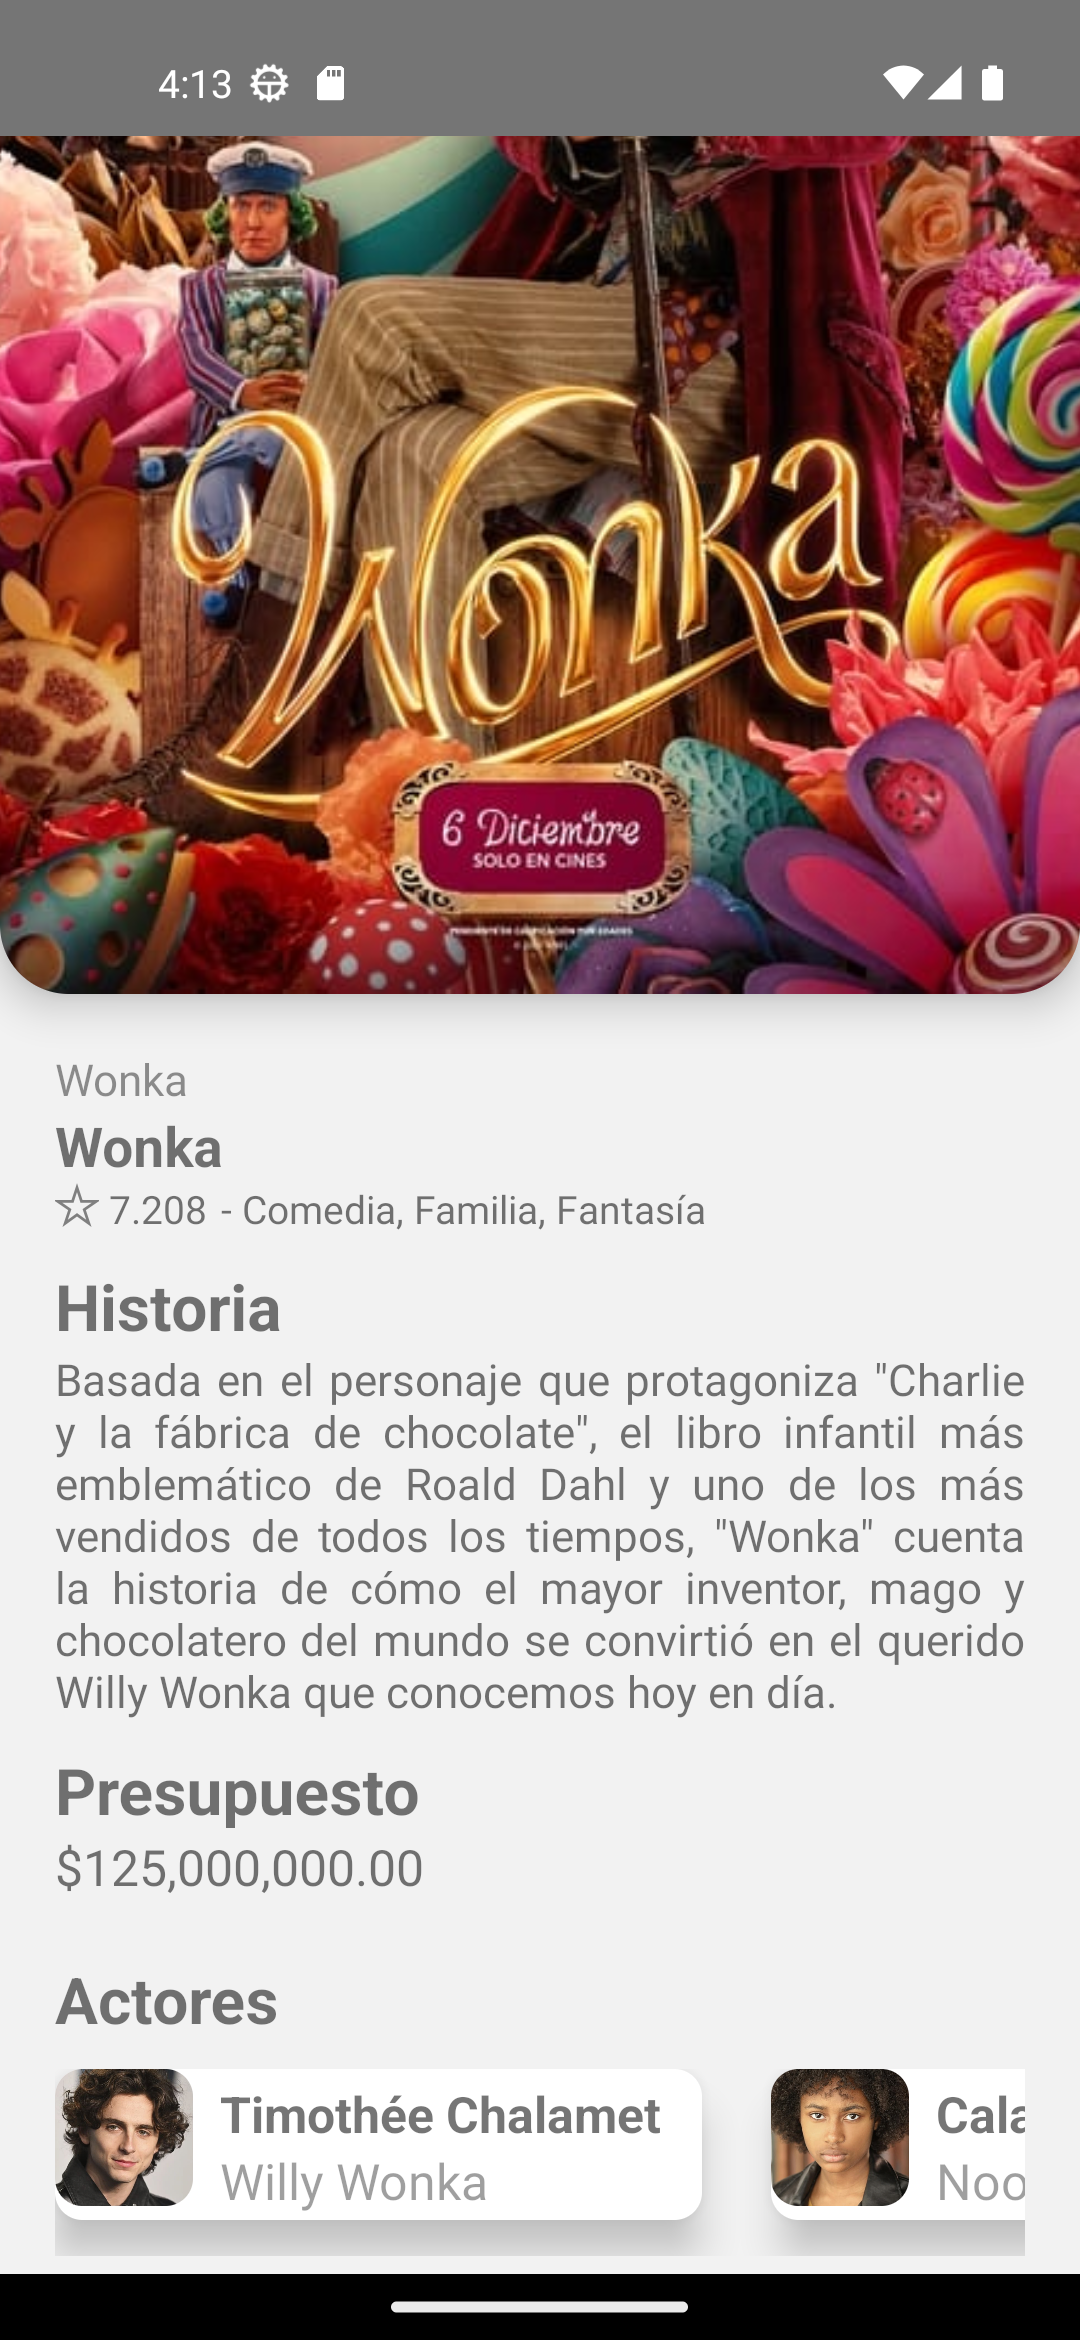 4:13
Wonka
6 Diciembre
SOLO EN CINES
Wonka
Wonka
7.208 - Comedia, Familia, Fantasía
Historia
Basada en el personaje que protagoniza "Charlie
y la fábrica de chocolate", el libro infantil más
emblemático de Roald Dahl y uno de los más
vendidos de todos los tiempos, "Wonka" cuenta
la historia de cómo el mayor inventor, mago y
chocolatero del mundo se convirtió en el querido
Willy Wonka que conocemos hoy en día.
Presupuesto
$125,000,000.00
Actores
Timothée Chalamet
Willy Wonka
Cala
Noo